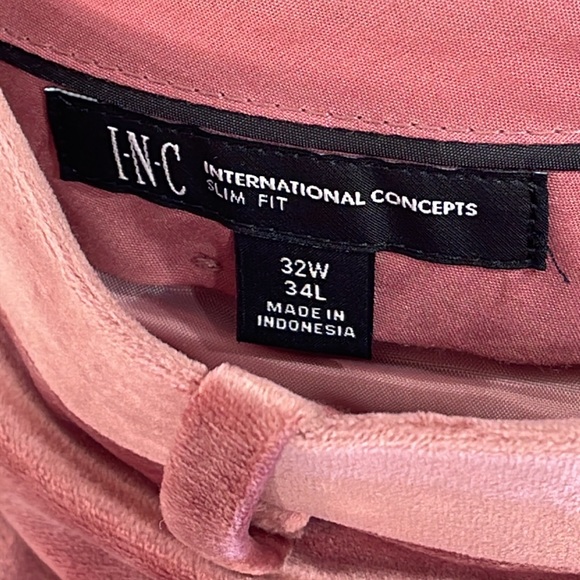 I·N·C INTERNATIONAL CONCEPTS
SLIM FIT
32W
34L
MADE IN
INDONESIA